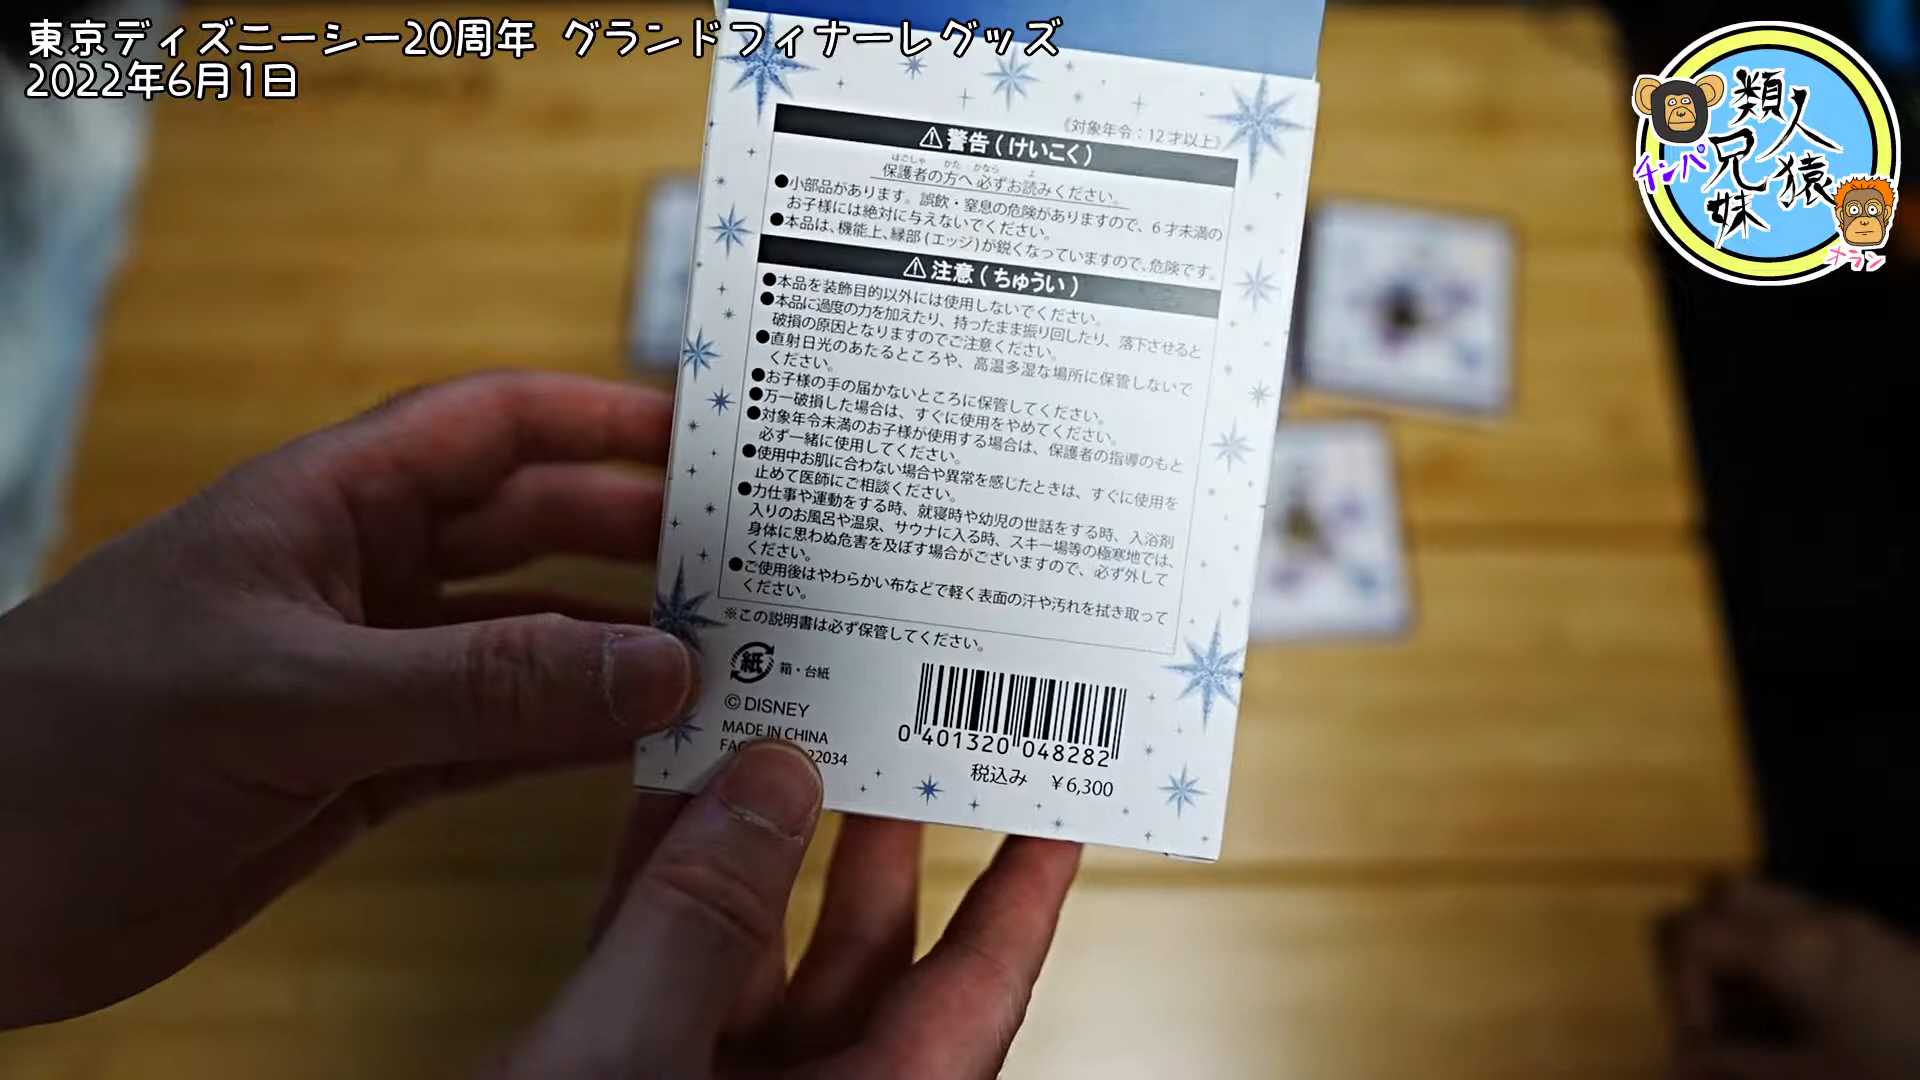 東京ディズニーシー20周年 グランドフィナーレグッズ
2022年6月1日
類人猿
兄妹
チンパ
オラン
《対象年令：12才以上》
⚠警告(けいこく)
ほごしゃ かた かなら よ
保護者の方へ 必ずお読みください。
●小部品があります。誤飲・窒息の危険がありますので、6才未満の
お子様には絶対に与えないでください。
●本品は、機能上、縁部(エッジ)が鋭くなっていますので、危険です。
⚠注意(ちゅうい)
●本品を装飾目的以外には使用しないでください。
●本品に過度の力を加えたり、持ったまま振り回したり、落下させると
破損の原因となりますのでご注意ください。
●直射日光のあたるところや、高温多湿な場所に保管しないで
ください。
●お子様の手の届かないところに保管してください。
●万一破損した場合は、すぐに使用をやめてください。
●対象年令未満のお子様が使用する場合は、保護者の指導のもと
必ず一緒に使用してください。
●使用中お肌に合わない場合や異常を感じたときは、すぐに使用を
止めて医師にご相談ください。
●力仕事や運動をする時、就寝時や幼児の世話をする時、入浴剤
入りのお風呂や温泉、サウナに入る時、スキー場等の極寒地では、
身体に思わぬ危害を及ぼす場合がございますので、必ず外して
ください。
●ご使用後はやわらかい布などで軽く表面の汗や汚れを拭き取って
ください。
※この説明書は必ず保管してください。
紙 箱・台紙
© DISNEY
MADE IN CHINA
22034
0 401320 048282
税込み ¥6,300